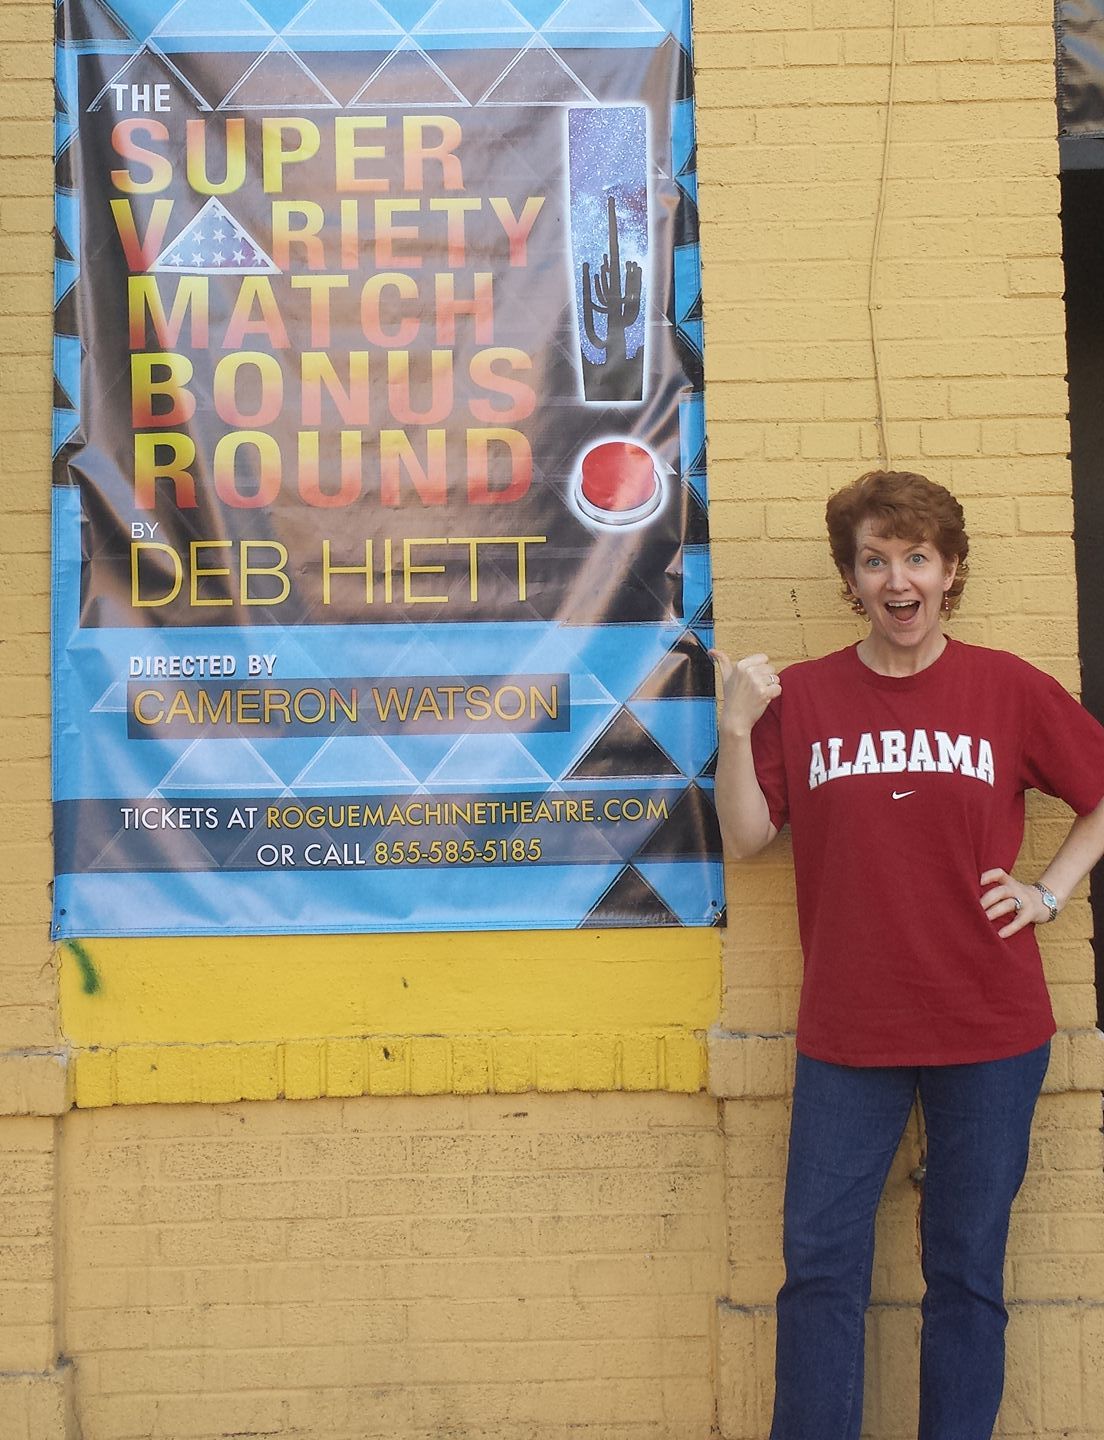 THE
SUPER
VARIETY
MATCH
BONUS
ROUND
BY
DEB HIETT
DIRECTED BY
CAMERON WATSON
TICKETS AT ROGUEMACHINETHEATRE.COM
OR CALL 855-585-5185
ALABAMA